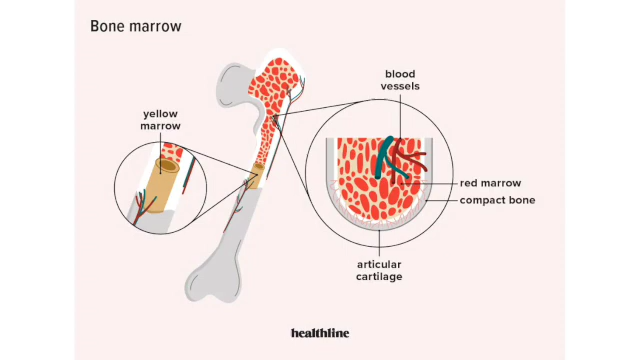 Bone marrow
blood
vessels
yellow
marrow
red marrow
compact bone
articular
cartilage
healthline